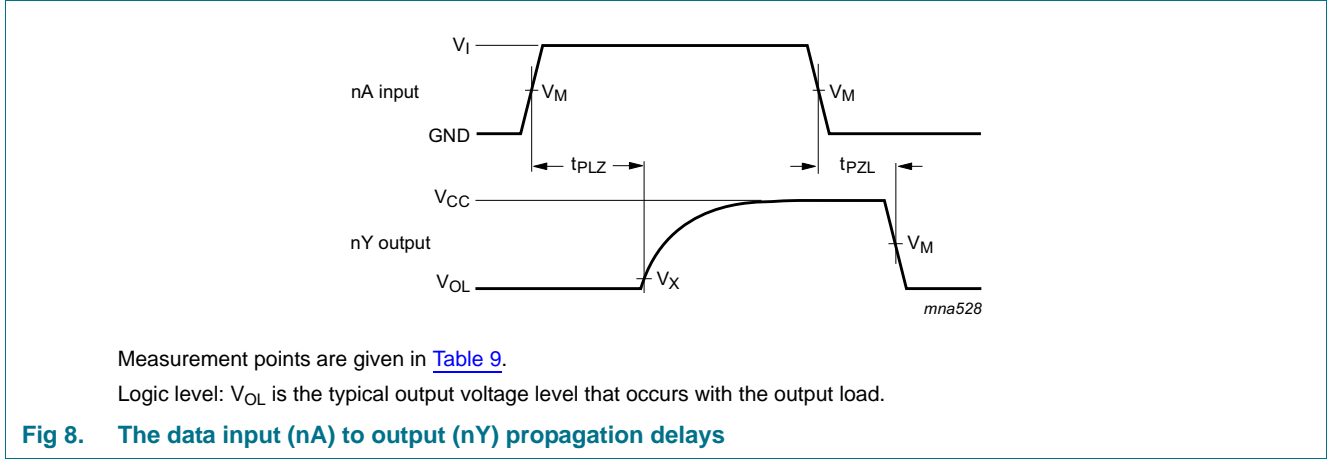 VI
nA input
VM
VM
GND
tPLZ
tPZL
VCC
nY output
VM
VOL
VX
mna528
Measurement points are given in Table 9.
Logic level: VOL is the typical output voltage level that occurs with the output load.
Fig 8. The data input (nA) to output (nY) propagation delays